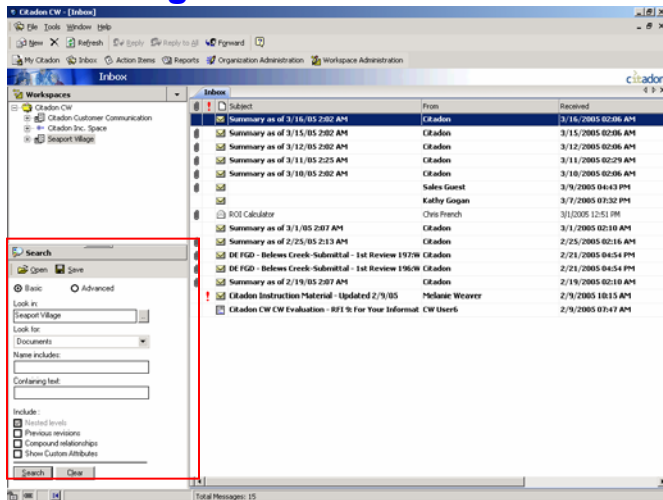 Citadon CW - [Inbox]
File Tools Window Help
New Refresh Reply Reply to All Forward
My Citadon Inbox Action Items Reports Organization Administration Workspace Administration
Inbox
citadon
Workspaces
Citadon CW
Citadon Customer Communication
Citadon Inc. Space
Seaport Village
Inbox
! Subject From Received
Summary as of 3/16/05 2:02 AM Citadon 3/16/2005 02:06 AM
Summary as of 3/15/05 2:02 AM Citadon 3/15/2005 02:06 AM
Summary as of 3/12/05 2:02 AM Citadon 3/12/2005 02:06 AM
Summary as of 3/11/05 2:25 AM Citadon 3/11/2005 02:29 AM
Summary as of 3/10/05 2:02 AM Citadon 3/10/2005 02:06 AM
Sales Guest 3/9/2005 04:43 PM
Kathy Gogan 3/7/2005 07:32 PM
ROI Calculator Chris French 3/1/2005 12:51 PM
Summary as of 3/1/05 2:07 AM Citadon 3/1/2005 02:10 AM
Summary as of 2/25/05 2:13 AM Citadon 2/25/2005 02:16 AM
DE FGD - Belews Creek-Submittal - 1st Review 197:W Citadon 2/21/2005 04:54 PM
DE FGD - Belews Creek-Submittal - 1st Review 196:W Citadon 2/21/2005 04:54 PM
Summary as of 2/19/05 2:07 AM Citadon 2/19/2005 02:10 AM
! Citadon Instruction Material - Updated 2/9/05 Melanie Weaver 2/9/2005 10:15 AM
Citadon CW CW Evaluation - RFI 9: For Your Informat CW User6 2/9/2005 07:47 AM
Search
Open Save
Basic Advanced
Look in:
Seaport Village ...
Look for:
Documents
Name includes:
Containing text:
Include :
Nested levels
Previous revisions
Compound relationships
Show Custom Attributes
Search Clear
Total Messages: 15